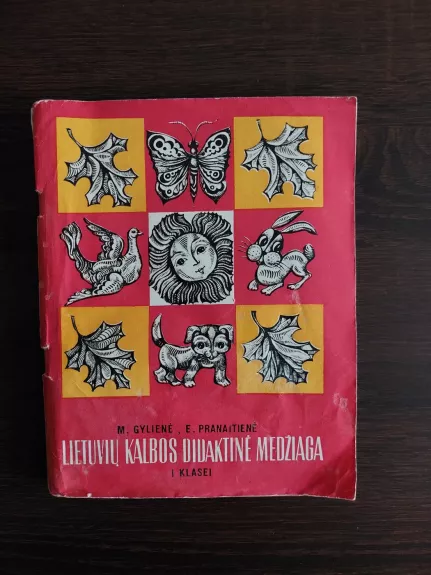 M. GYLIENĖ, E. PRANAITIENĖ
LIETUVIŲ KALBOS DIDAKTINĖ MEDŽIAGA
I KLASEI